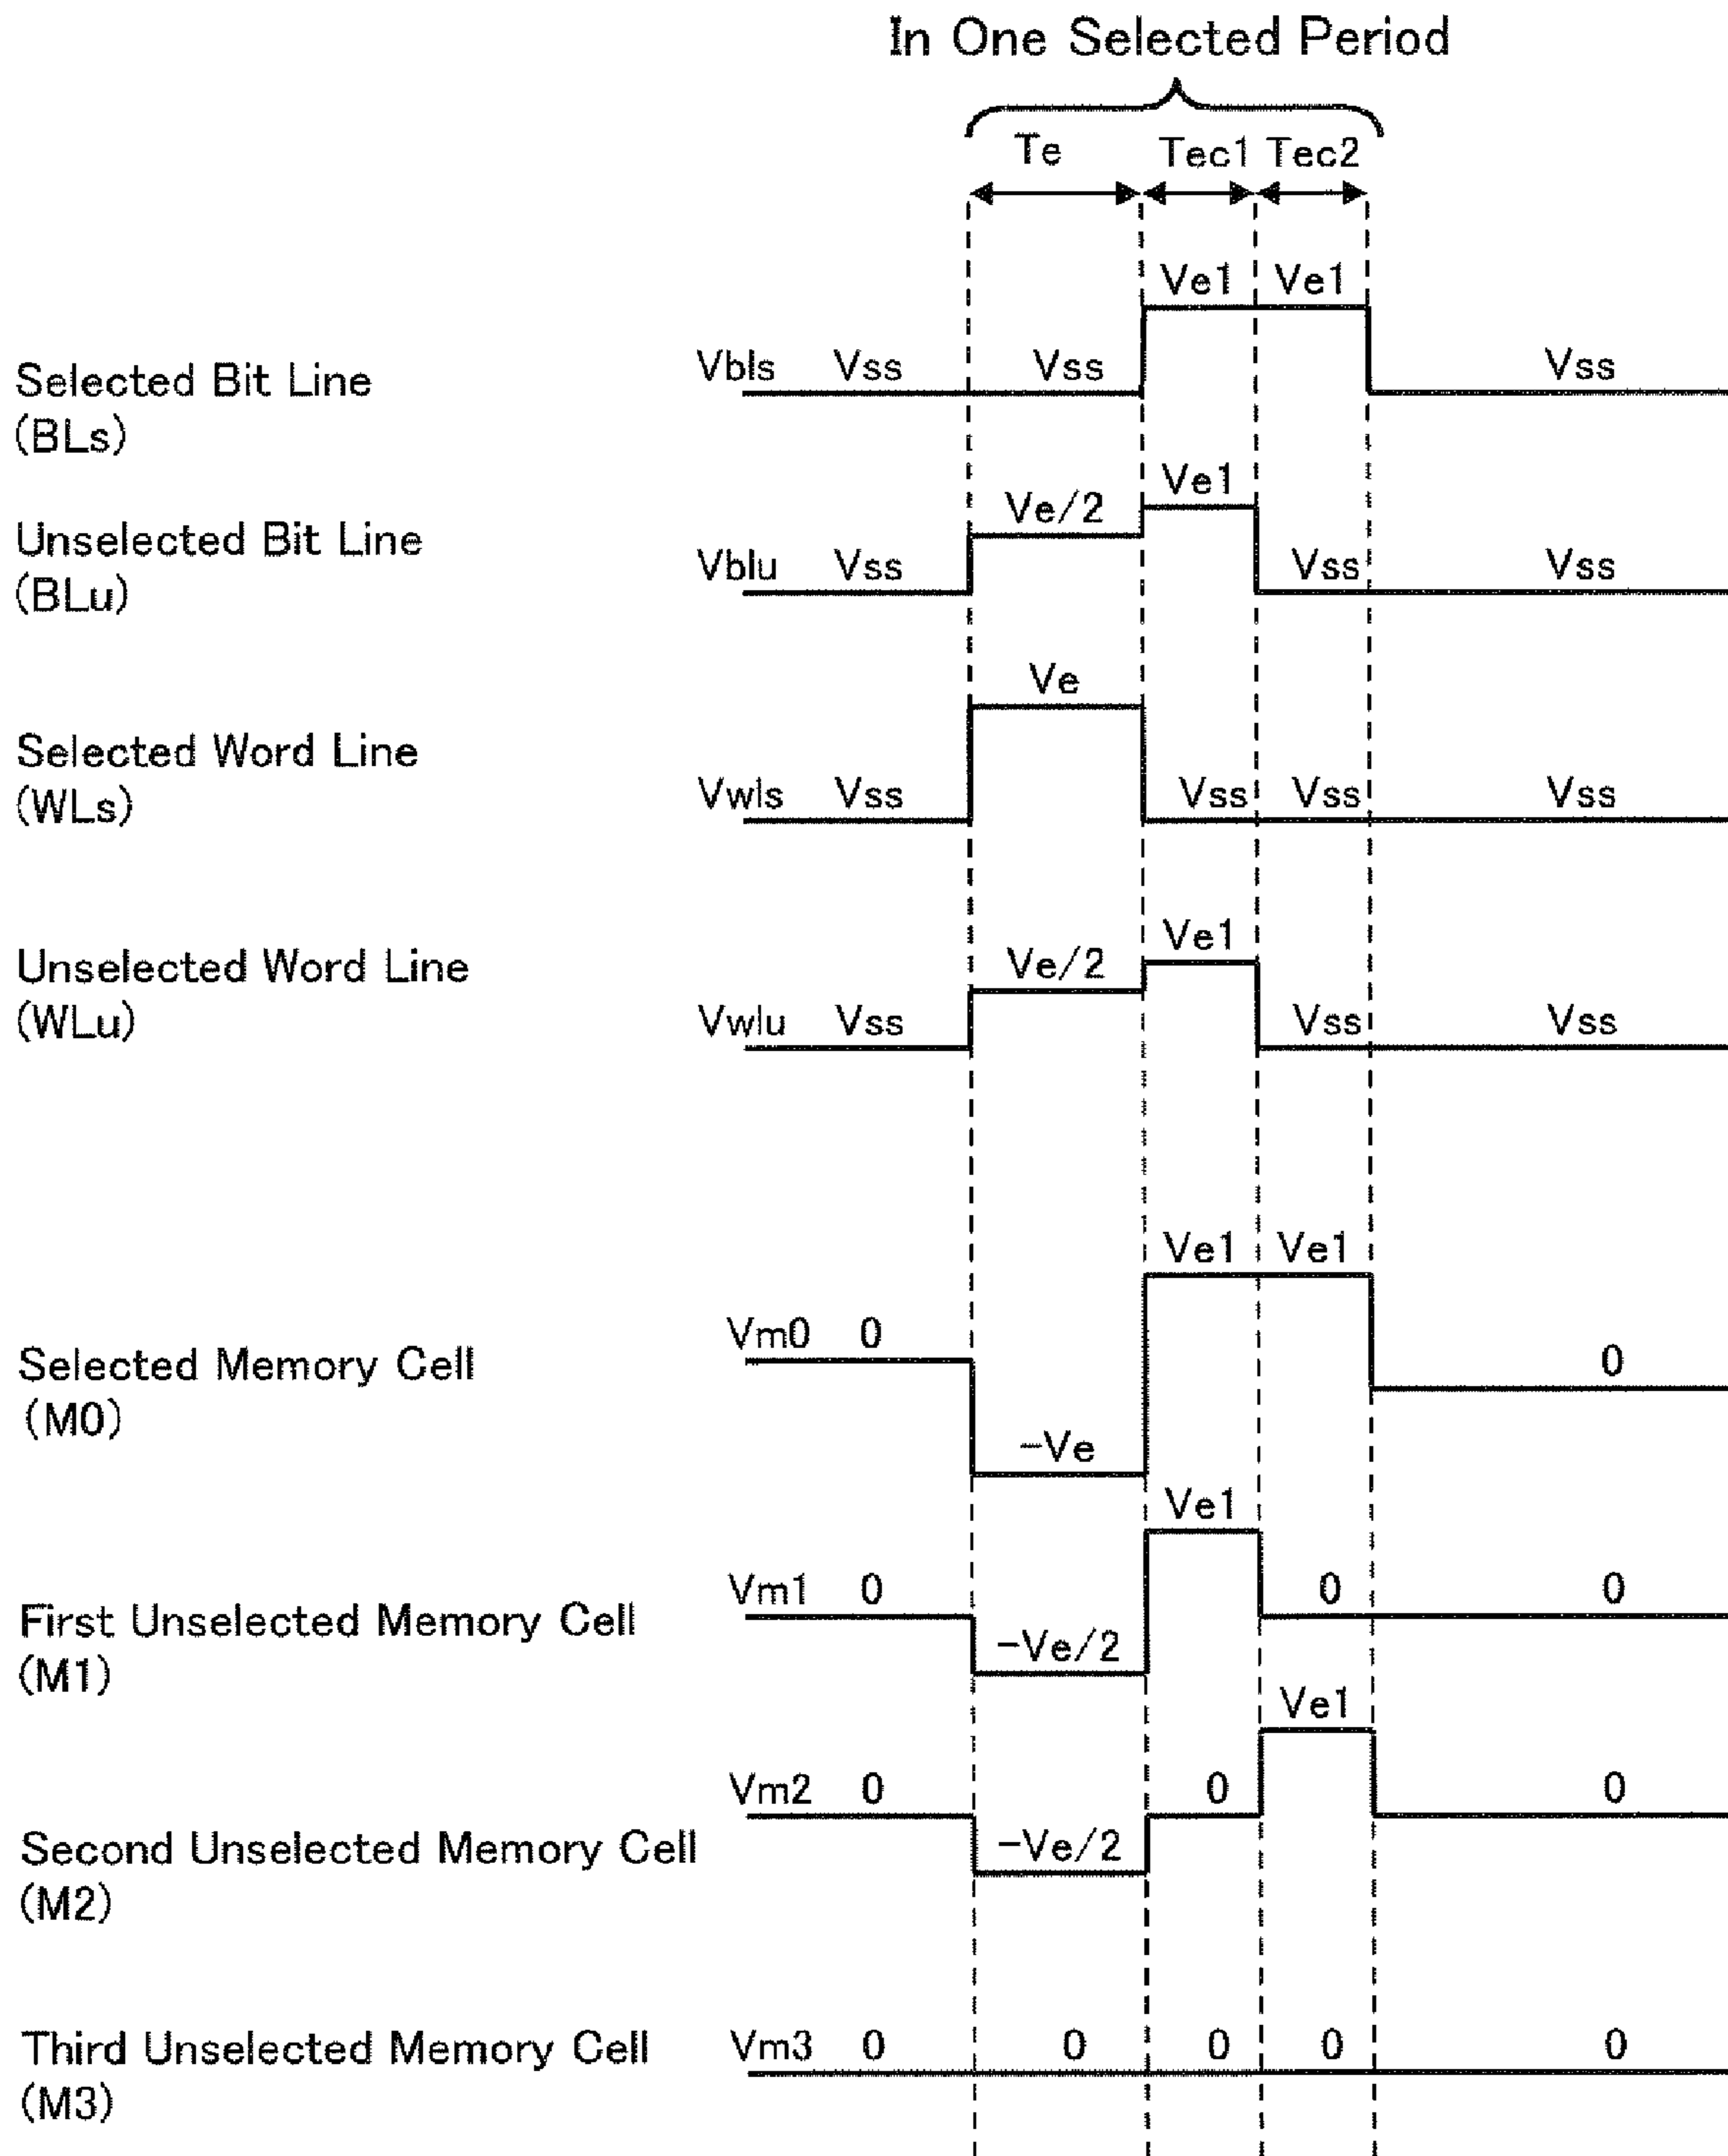 In One Selected Period
Te Tec1 Tec2
Ve1 Ve1
Selected Bit Line Vbls Vss Vss Vss
(BLs)
Ve1
Unselected Bit Line Ve/2
(BLu) Vblu Vss Vss Vss
Ve
Selected Word Line
(WLs) Vwls Vss Vss Vss Vss
Ve1
Unselected Word Line Ve/2
(WLu) Vwlu Vss Vss Vss
Ve1 Ve1
Vm0 0
Selected Memory Cell 0
(M0)
-Ve
Ve1
Vm1 0 0 0
First Unselected Memory Cell
(M1) -Ve/2
Ve1
Vm2 0 0 0
Second Unselected Memory Cell -Ve/2
(M2)
Third Unselected Memory Cell Vm3 0 0 0 0 0
(M3)